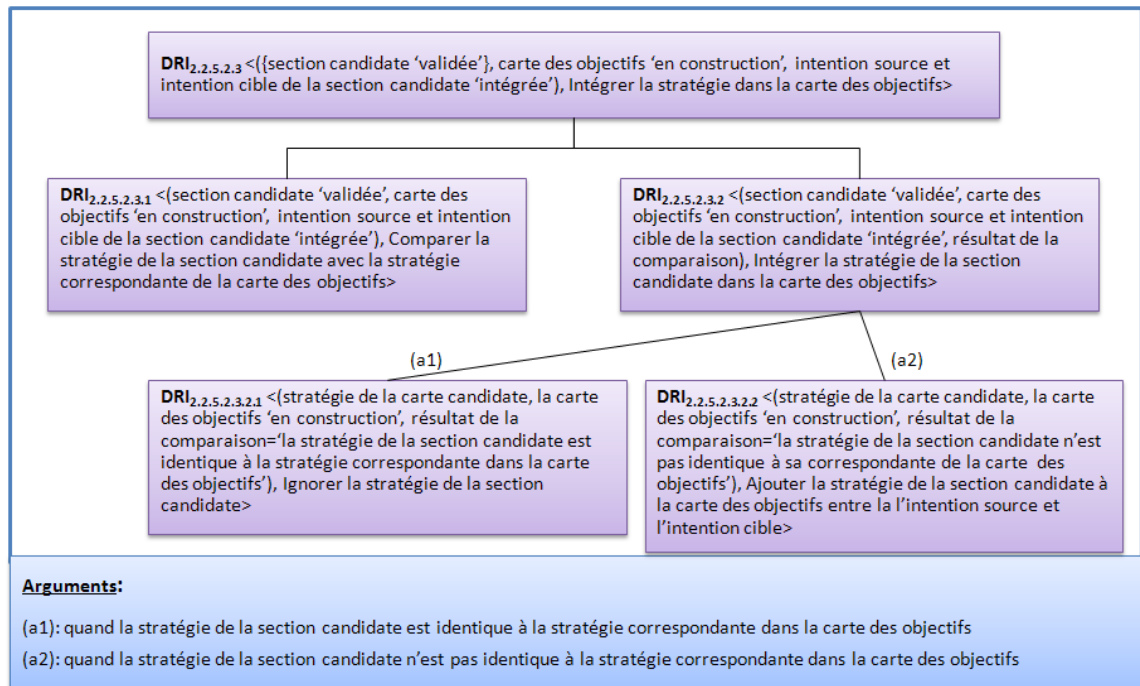 DRI2.2.5.2.3 <({section candidate ‘validée’}, carte des objectifs ‘en construction’, intention source et
intention cible de la section candidate ‘intégrée’), Intégrer la stratégie dans la carte des objectifs>
DRI2.2.5.2.3.1 <(section candidate ‘validée’, carte des
objectifs ‘en construction’, intention source et intention
cible de la section candidate ‘intégrée’), Comparer la
stratégie de la section candidate avec la stratégie
correspondante de la carte des objectifs>
DRI2.2.5.2.3.2 <(section candidate ‘validée’, carte des
objectifs ‘en construction’, intention source et intention
cible de la section candidate ‘intégrée’, résultat de la
comparaison), Intégrer la stratégie de la section
candidate dans la carte des objectifs>
(a1)
(a2)
DRI2.2.5.2.3.2.1 <(stratégie de la carte candidate, la carte
des objectifs ‘en construction’, résultat de la
comparaison=‘la stratégie de la section candidate est
identique à la stratégie correspondante dans la carte
des objectifs’), Ignorer la stratégie de la section
candidate>
DRI2.2.5.2.3.2.2 <(stratégie de la carte candidate, la carte
des objectifs ‘en construction’, résultat de la
comparaison=‘la stratégie de la section candidate n’est
pas identique à sa correspondante de la carte des
objectifs’), Ajouter la stratégie de la section candidate à
la carte des objectifs entre la l’intention source et
l’intention cible>
Arguments:
(a1): quand la stratégie de la section candidate est identique à la stratégie correspondante dans la carte des objectifs
(a2): quand la stratégie de la section candidate n’est pas identique à la stratégie correspondante dans la carte des objectifs